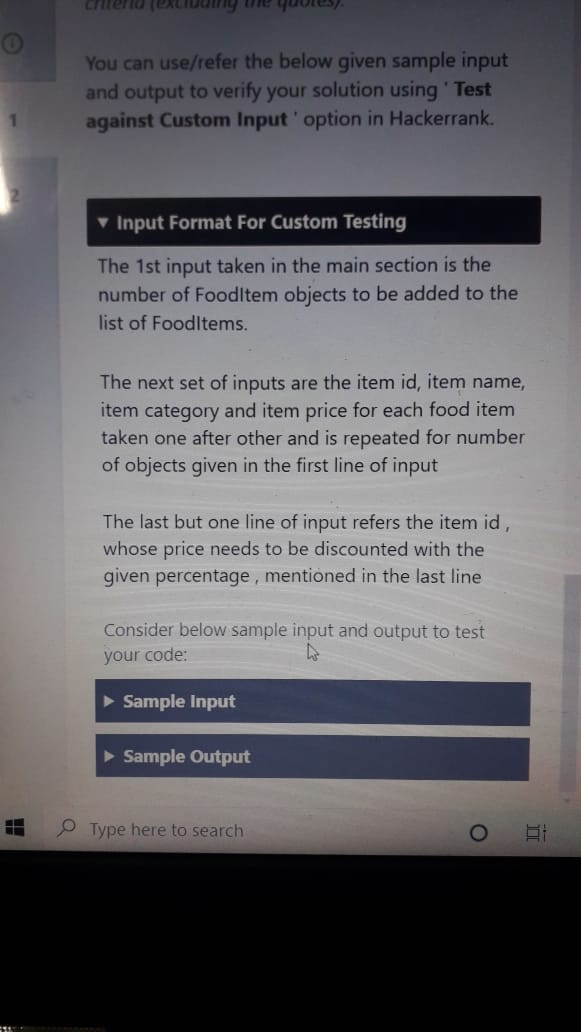 criteria (excluding the quotes).
You can use/refer the below given sample input
and output to verify your solution using ' Test
against Custom Input ' option in Hackerrank.
1
2
▼ Input Format For Custom Testing
The 1st input taken in the main section is the
number of FoodItem objects to be added to the
list of FoodItems.
The next set of inputs are the item id, item name,
item category and item price for each food item
taken one after other and is repeated for number
of objects given in the first line of input
The last but one line of input refers the item id ,
whose price needs to be discounted with the
given percentage , mentioned in the last line
Consider below sample input and output to test
your code:
▶ Sample Input
▶ Sample Output
Type here to search